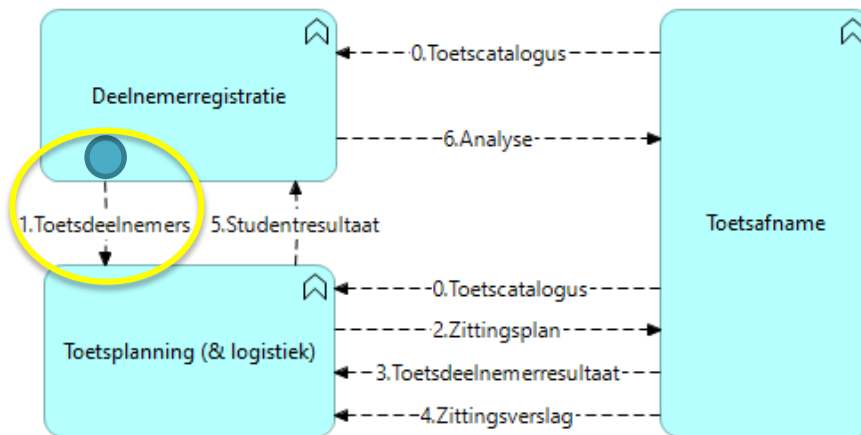 0.Toetscatalogus
Deelnemerregistratie
6.Analyse
1.Toetsdeelnemers
5.Studentresultaat
Toetsafname
0.Toetscatalogus
2.Zittingsplan
Toetsplanning (& logistiek)
3.Toetsdeelnemerresultaat
4.Zittingsverslag